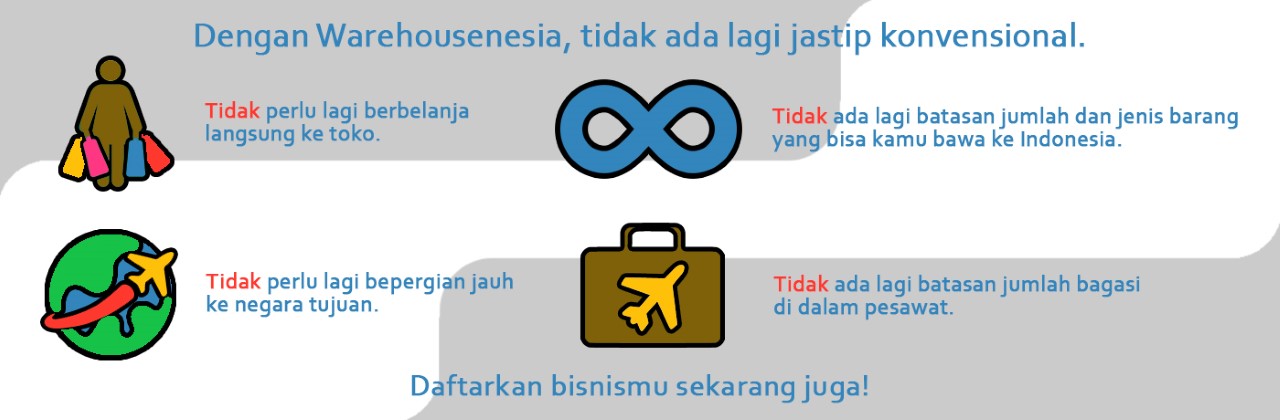 Dengan Warehousenesia, tidak ada lagi jastip konvensional.
Tidak perlu lagi berbelanja
langsung ke toko.
Tidak ada lagi batasan jumlah dan jenis barang
yang bisa kamu bawa ke Indonesia.
Tidak perlu lagi bepergian jauh
ke negara tujuan.
Tidak ada lagi batasan jumlah bagasi
di dalam pesawat.
Daftarkan bisnismu sekarang juga!